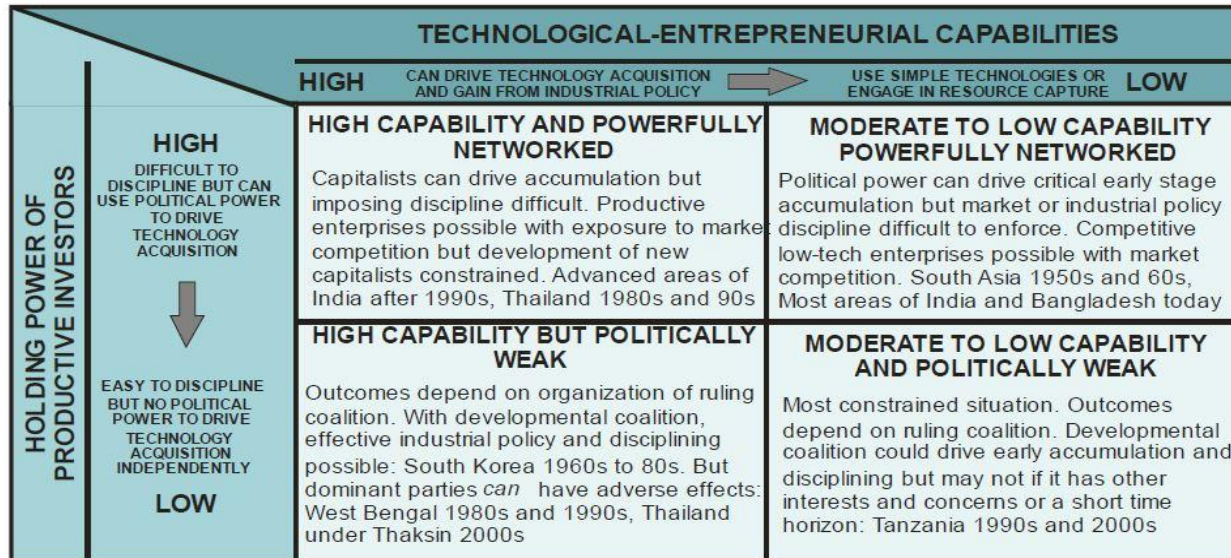 TECHNOLOGICAL-ENTREPRENEURIAL CAPABILITIES
HIGH
CAN DRIVE TECHNOLOGY ACQUISITION
AND GAIN FROM INDUSTRIAL POLICY
USE SIMPLE TECHNOLOGIES OR
ENGAGE IN RESOURCE CAPTURE
LOW
HOLDING POWER OF
PRODUCTIVE INVESTORS
HIGH
DIFFICULT TO
DISCIPLINE BUT CAN
USE POLITICAL POWER
TO DRIVE
TECHNOLOGY
ACQUISITION
EASY TO DISCIPLINE
BUT NO POLITICAL
POWER TO DRIVE
TECHNOLOGY
ACQUISITION
INDEPENDENTLY
LOW
HIGH CAPABILITY AND POWERFULLY
NETWORKED
Capitalists can drive accumulation but
imposing discipline difficult. Productive
enterprises possible with exposure to market
competition but development of new
capitalists constrained. Advanced areas of
India after 1990s, Thailand 1980s and 90s
MODERATE TO LOW CAPABILITY
POWERFULLY NETWORKED
Political power can drive critical early stage
accumulation but market or industrial policy
discipline difficult to enforce. Competitive
low-tech enterprises possible with market
competition. South Asia 1950s and 60s,
Most areas of India and Bangladesh today
HIGH CAPABILITY BUT POLITICALLY
WEAK
Outcomes depend on organization of ruling
coalition. With developmental coalition,
effective industrial policy and disciplining
possible: South Korea 1960s to 80s. But
dominant parties can have adverse effects:
West Bengal 1980s and 1990s, Thailand
under Thaksin 2000s
MODERATE TO LOW CAPABILITY
AND POLITICALLY WEAK
Most constrained situation. Outcomes
depend on ruling coalition. Developmental
coalition could drive early accumulation and
disciplining but may not if it has other
interests and concerns or a short time
horizon: Tanzania 1990s and 2000s